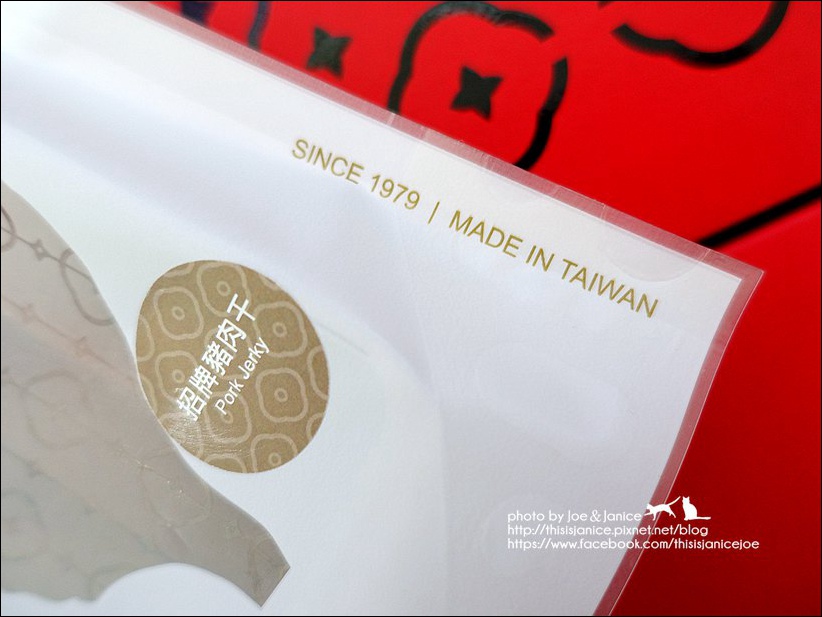 SINCE 1979 | MADE IN TAIWAN
招牌豬肉干
Pork Jerky
photo by Joe&Janice
http://thisisjanice.pixnet.net/blog
https://www.facebook.com/thisisjanicejoe